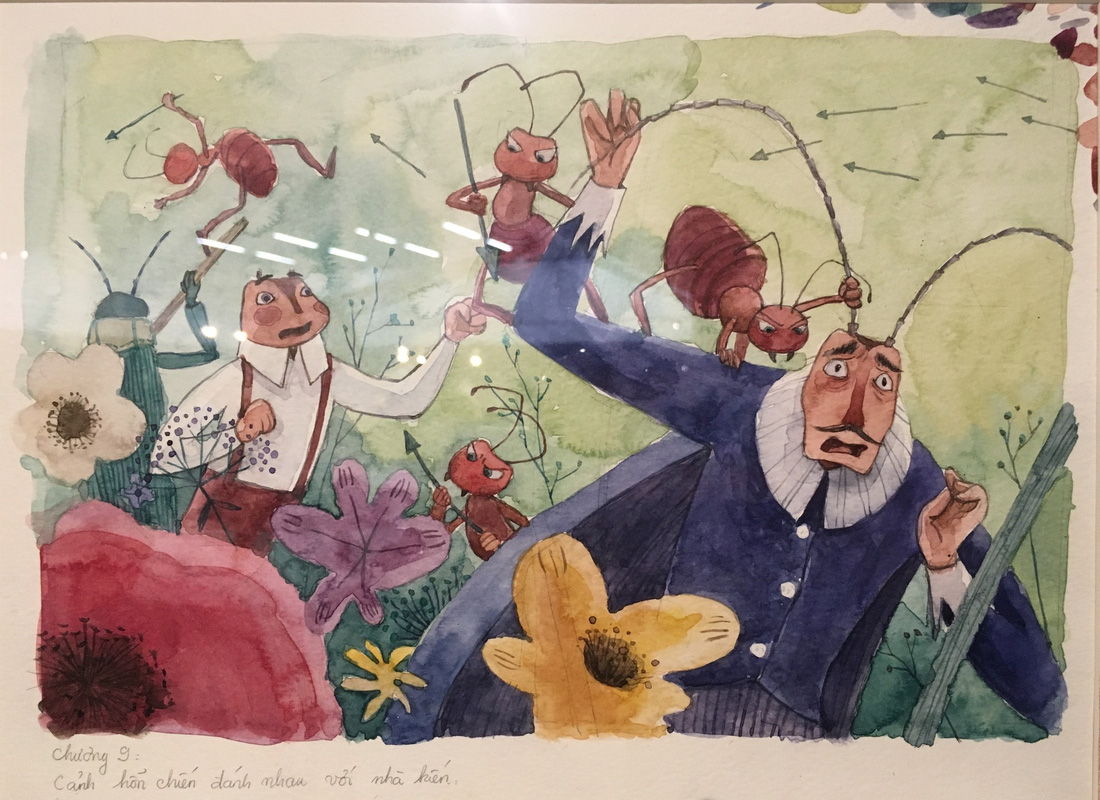 Chương 9:
Cảnh hỗn chiến đánh nhau với nhà kiến.